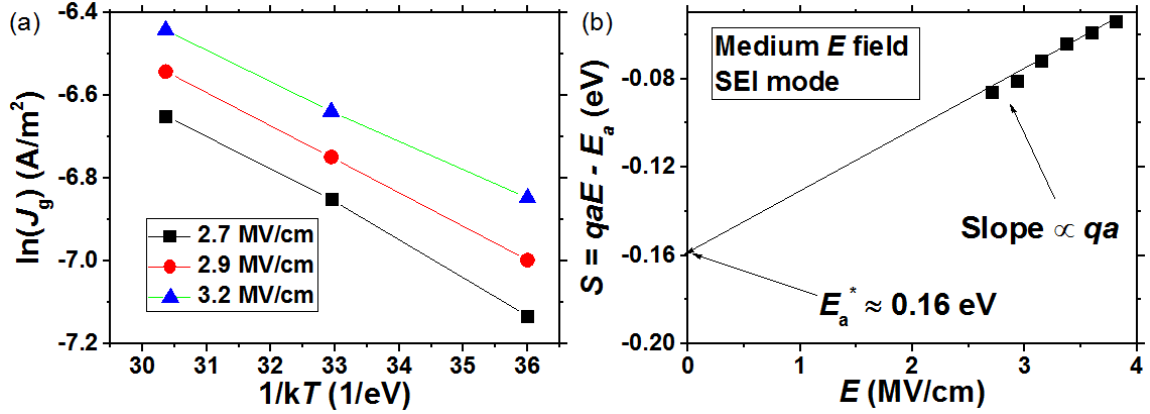 (a)
-6.4
-6.6
-6.8
-7.0
-7.2
ln(J_g) (A/m²)
2.7 MV/cm
2.9 MV/cm
3.2 MV/cm
30 31 32 33 34 35 36
1/kT (1/eV)
(b)
-0.08
-0.12
-0.16
-0.20
S = qaE - E_a (eV)
Medium E field
SEI mode
Slope ∝ qa
E_a^* ≈ 0.16 eV
0 1 2 3 4
E (MV/cm)